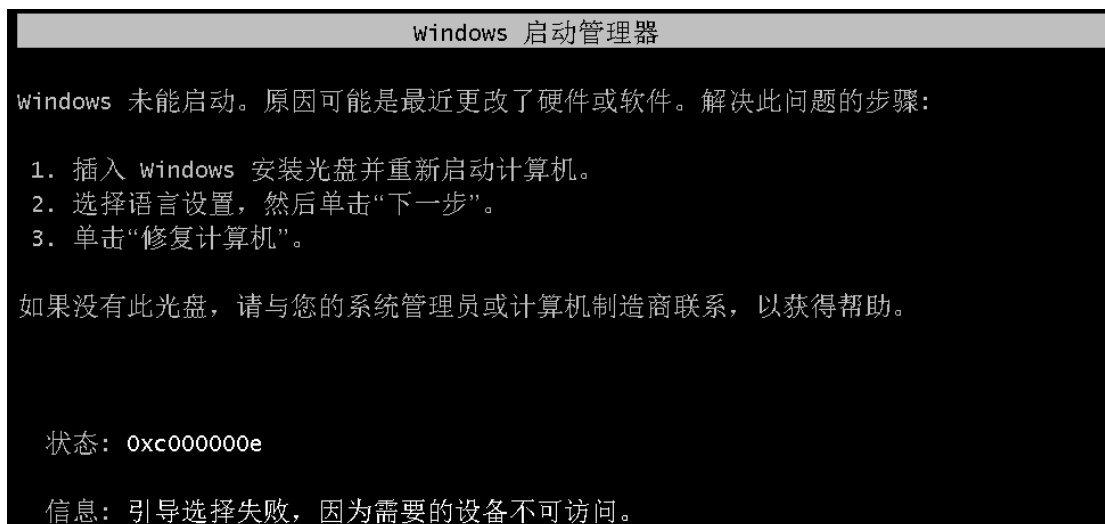 Windows 启动管理器
Windows 未能启动。原因可能是最近更改了硬件或软件。解决此问题的步骤:
1. 插入 Windows 安装光盘并重新启动计算机。
2. 选择语言设置，然后单击“下一步”。
3. 单击“修复计算机”。
如果没有此光盘，请与您的系统管理员或计算机制造商联系，以获得帮助。
状态: 0xc000000e
信息: 引导选择失败，因为需要的设备不可访问。